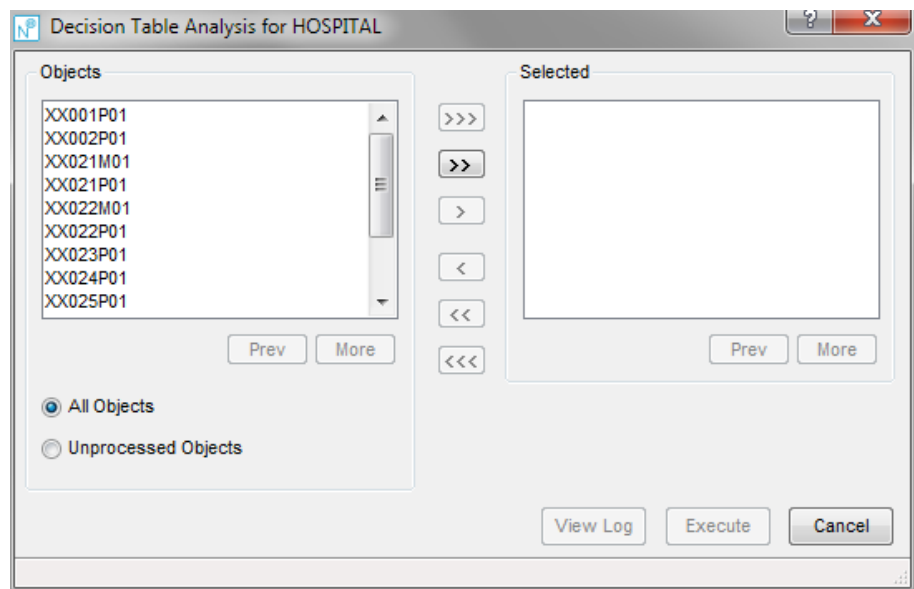 N Decision Table Analysis for HOSPITAL
? X
Objects
Selected
XX001P01
XX002P01
XX021M01
XX021P01
XX022M01
XX022P01
XX023P01
XX024P01
XX025P01
>>>
>>
>
<
<<
<<<
Prev More
Prev More
All Objects
Unprocessed Objects
View Log Execute Cancel